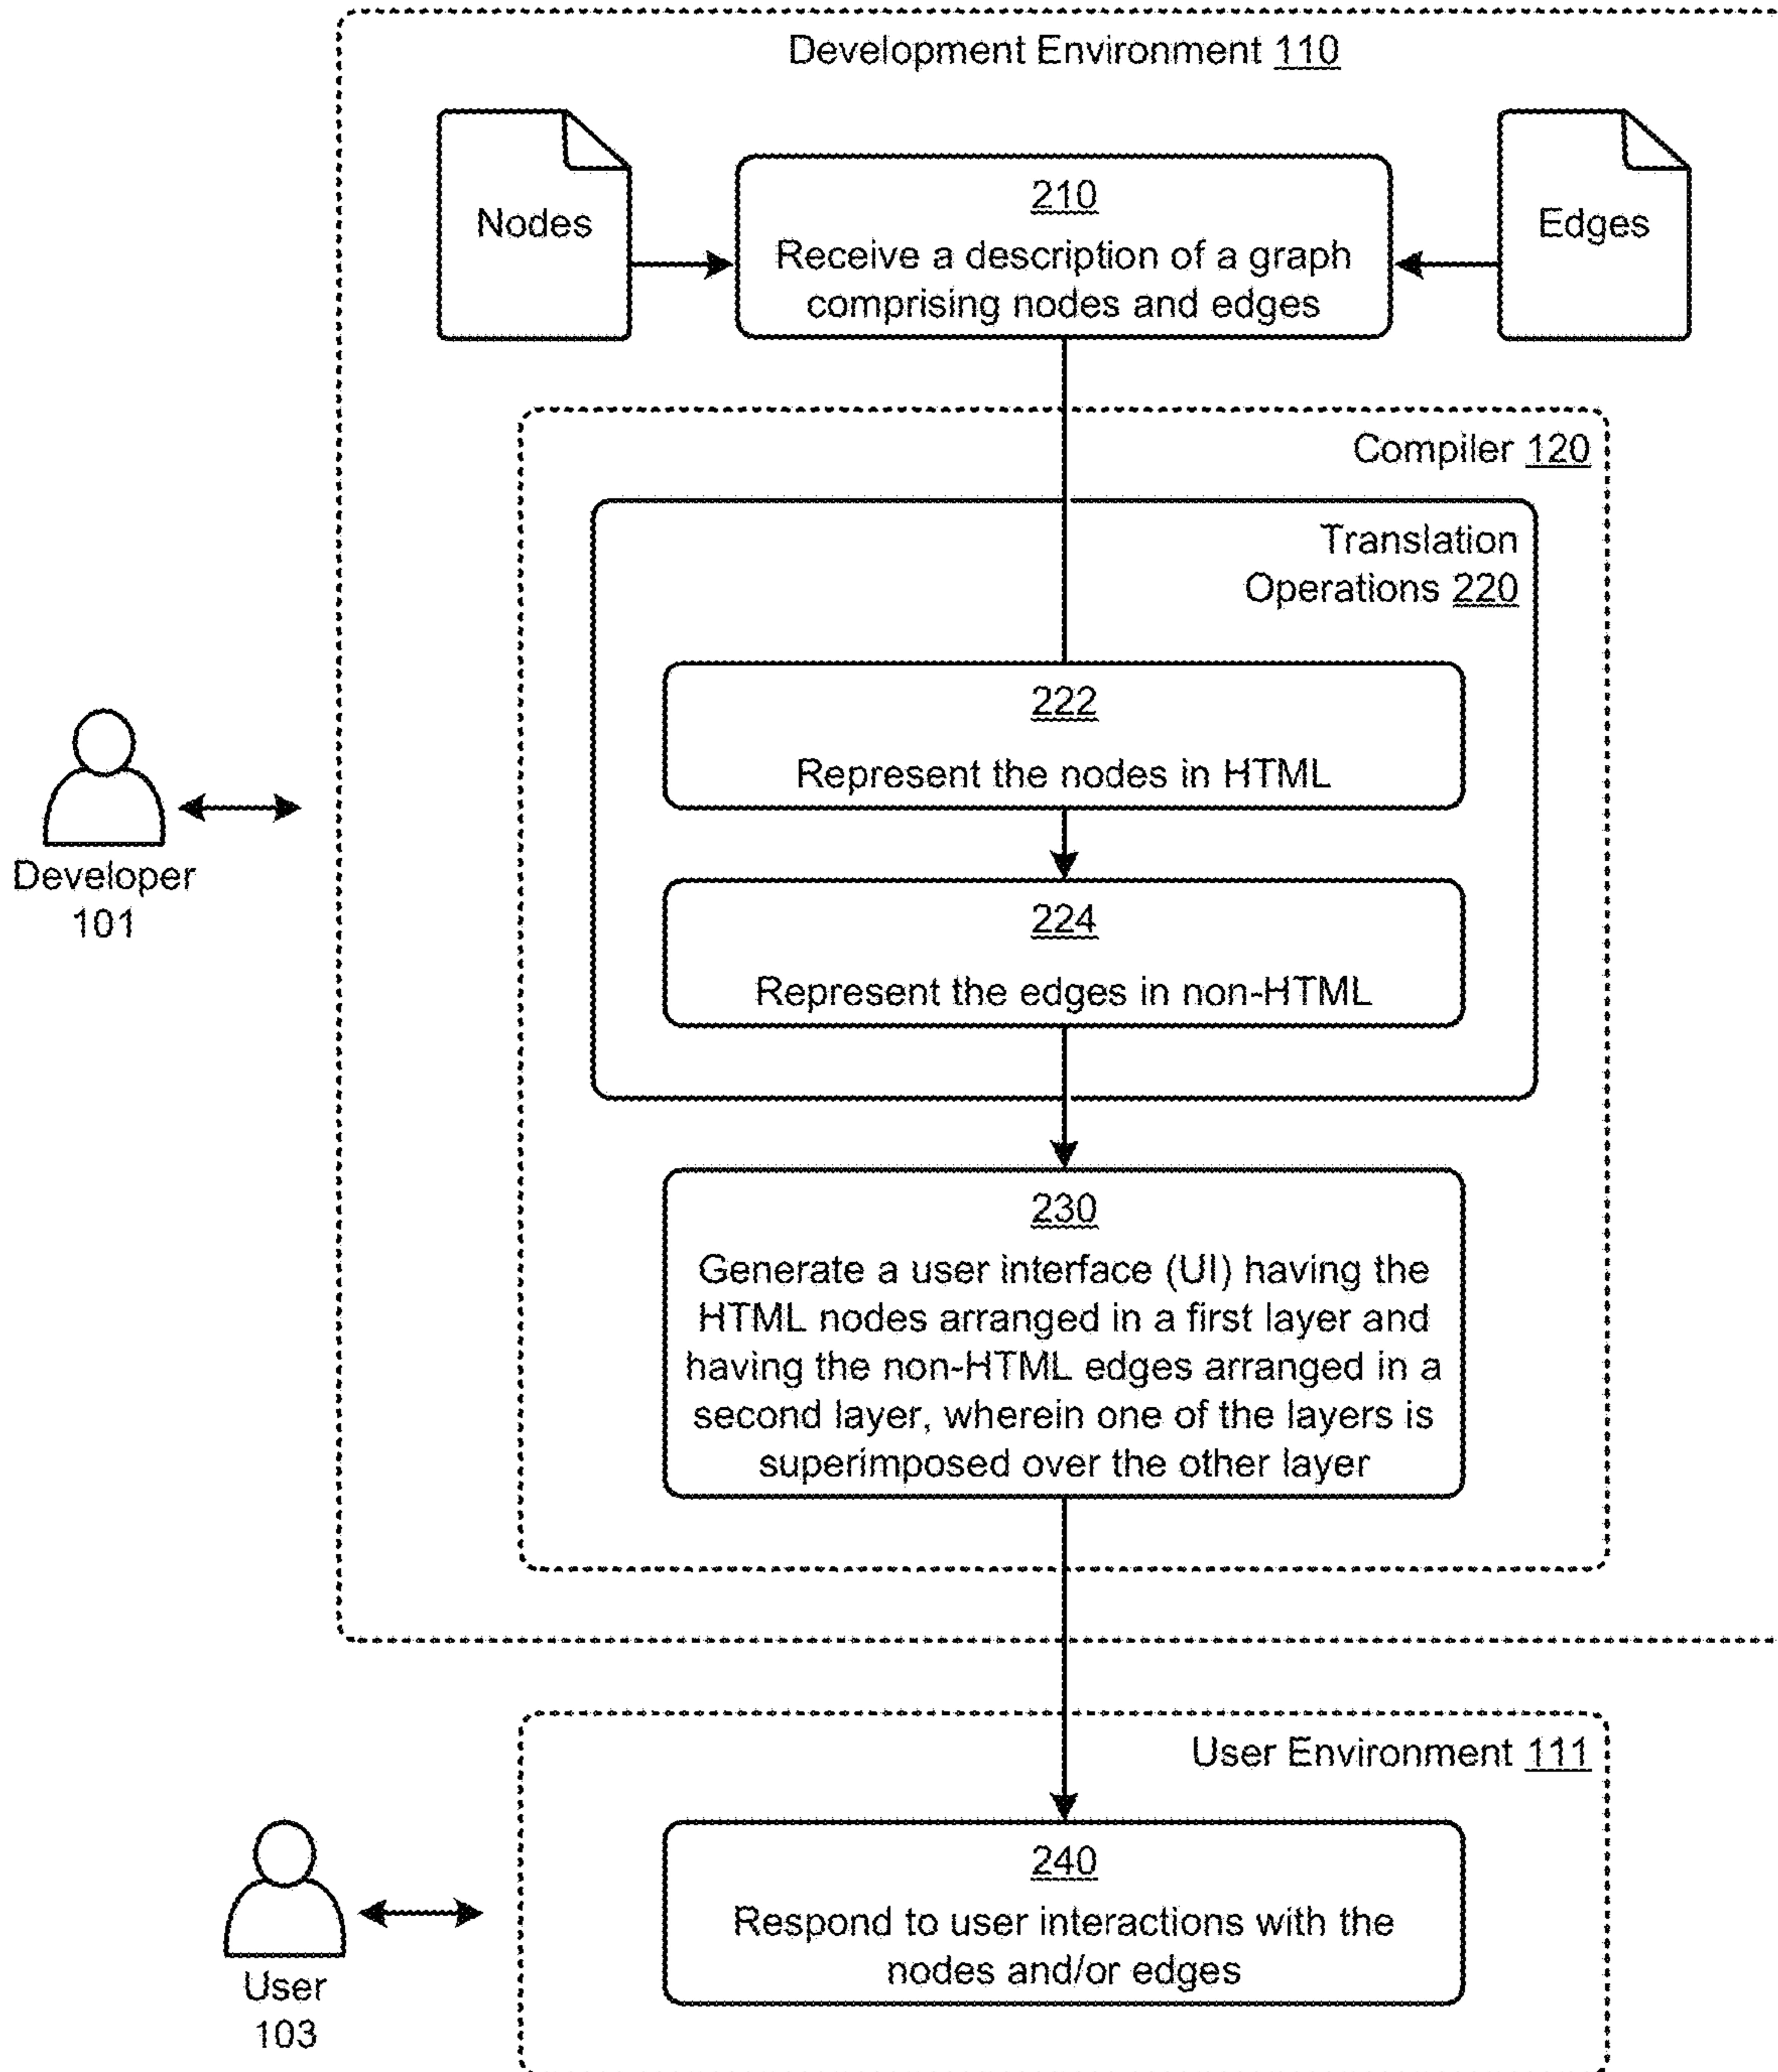 Development Environment 110
Nodes
210
Receive a description of a graph
comprising nodes and edges
Edges
Compiler 120
Translation
Operations 220
222
Represent the nodes in HTML
224
Represent the edges in non-HTML
Developer
101
230
Generate a user interface (UI) having the
HTML nodes arranged in a first layer and
having the non-HTML edges arranged in a
second layer, wherein one of the layers is
superimposed over the other layer
User Environment 111
240
Respond to user interactions with the
nodes and/or edges
User
103